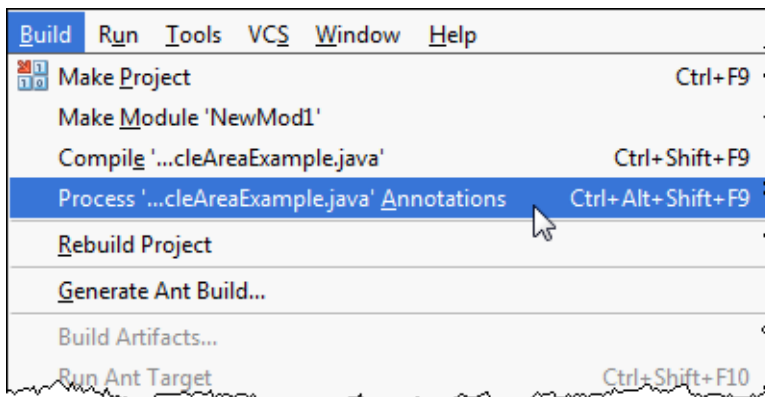 Build Run Tools VCS Window Help
Make Project Ctrl+F9
Make Module 'NewMod1'
Compile '...cleAreaExample.java' Ctrl+Shift+F9
Process '...cleAreaExample.java' Annotations Ctrl+Alt+Shift+F9
Rebuild Project
Generate Ant Build...
Build Artifacts...
Run Ant Target Ctrl+Shift+F10